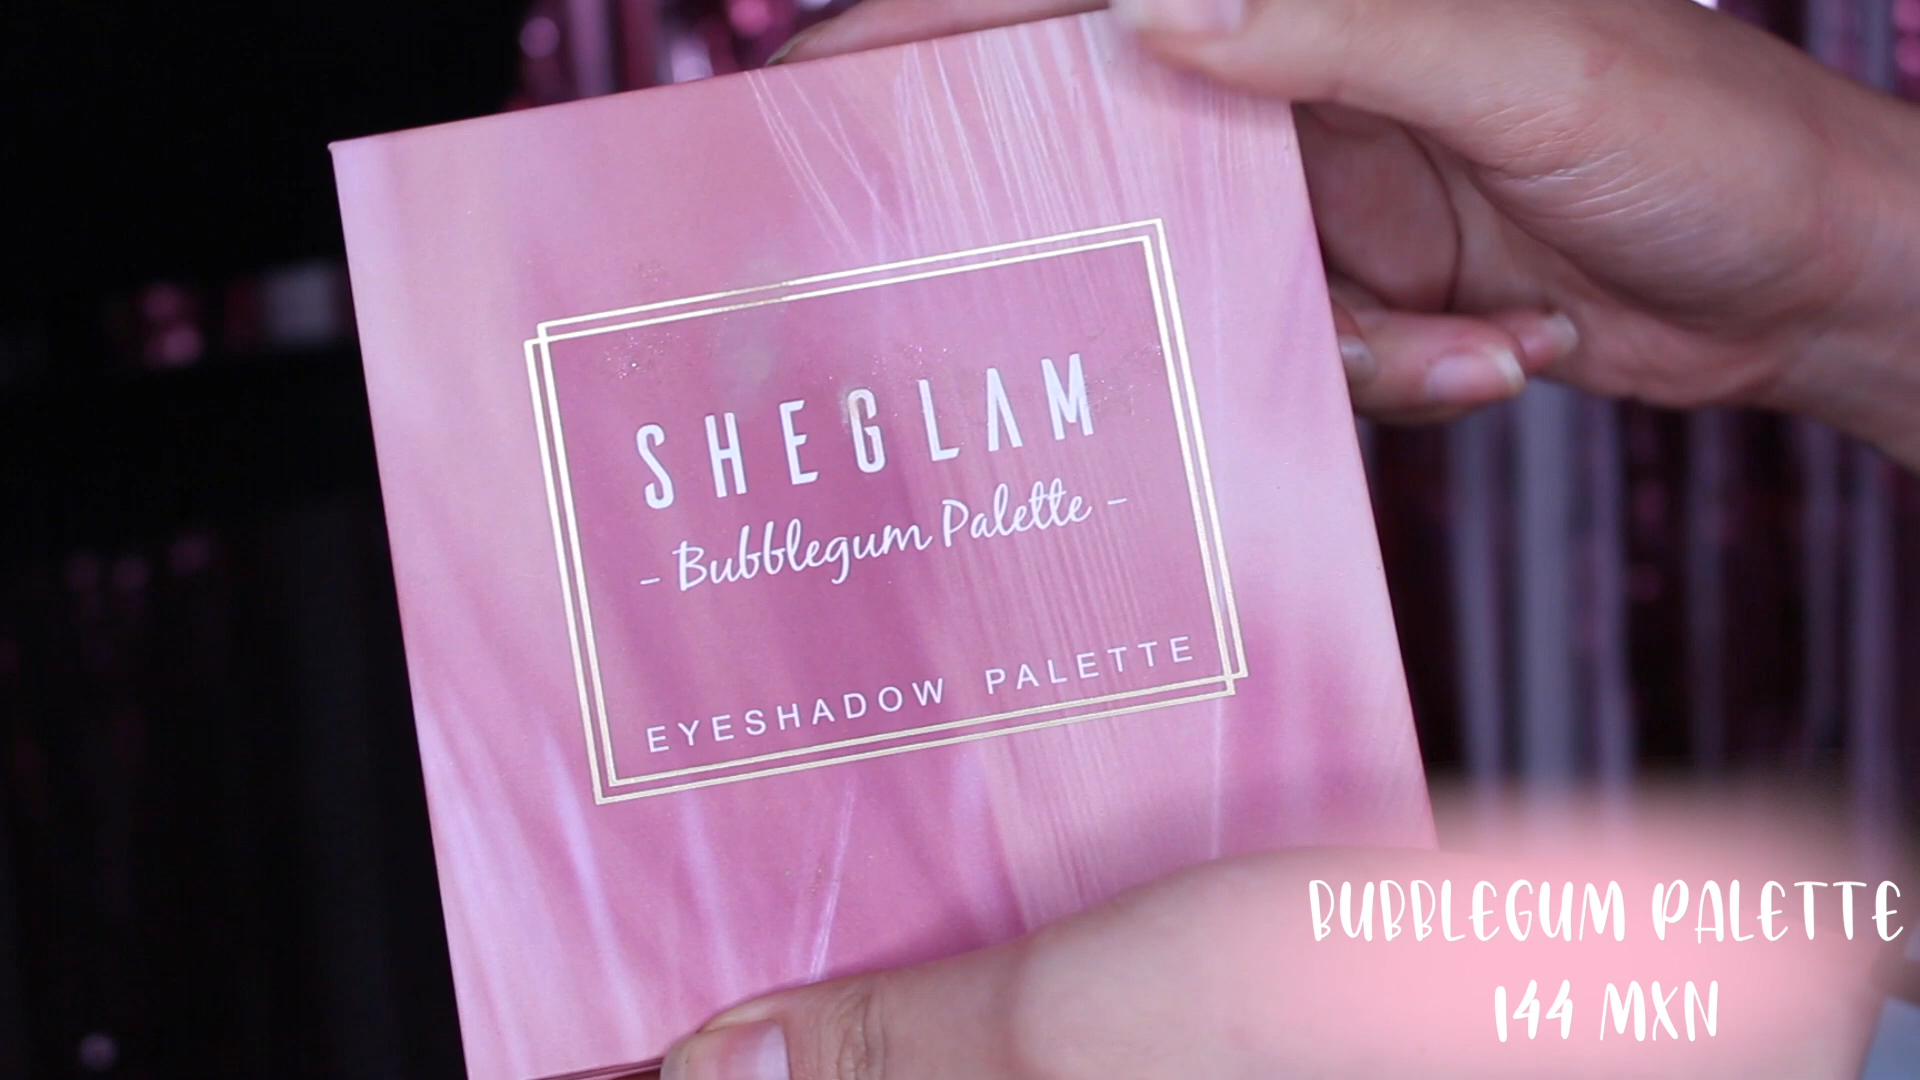 SHEGLAM
- Bubblegum Palette -
EYESHADOW PALETTE
BUBBLEGUM PALETTE
144 MXN